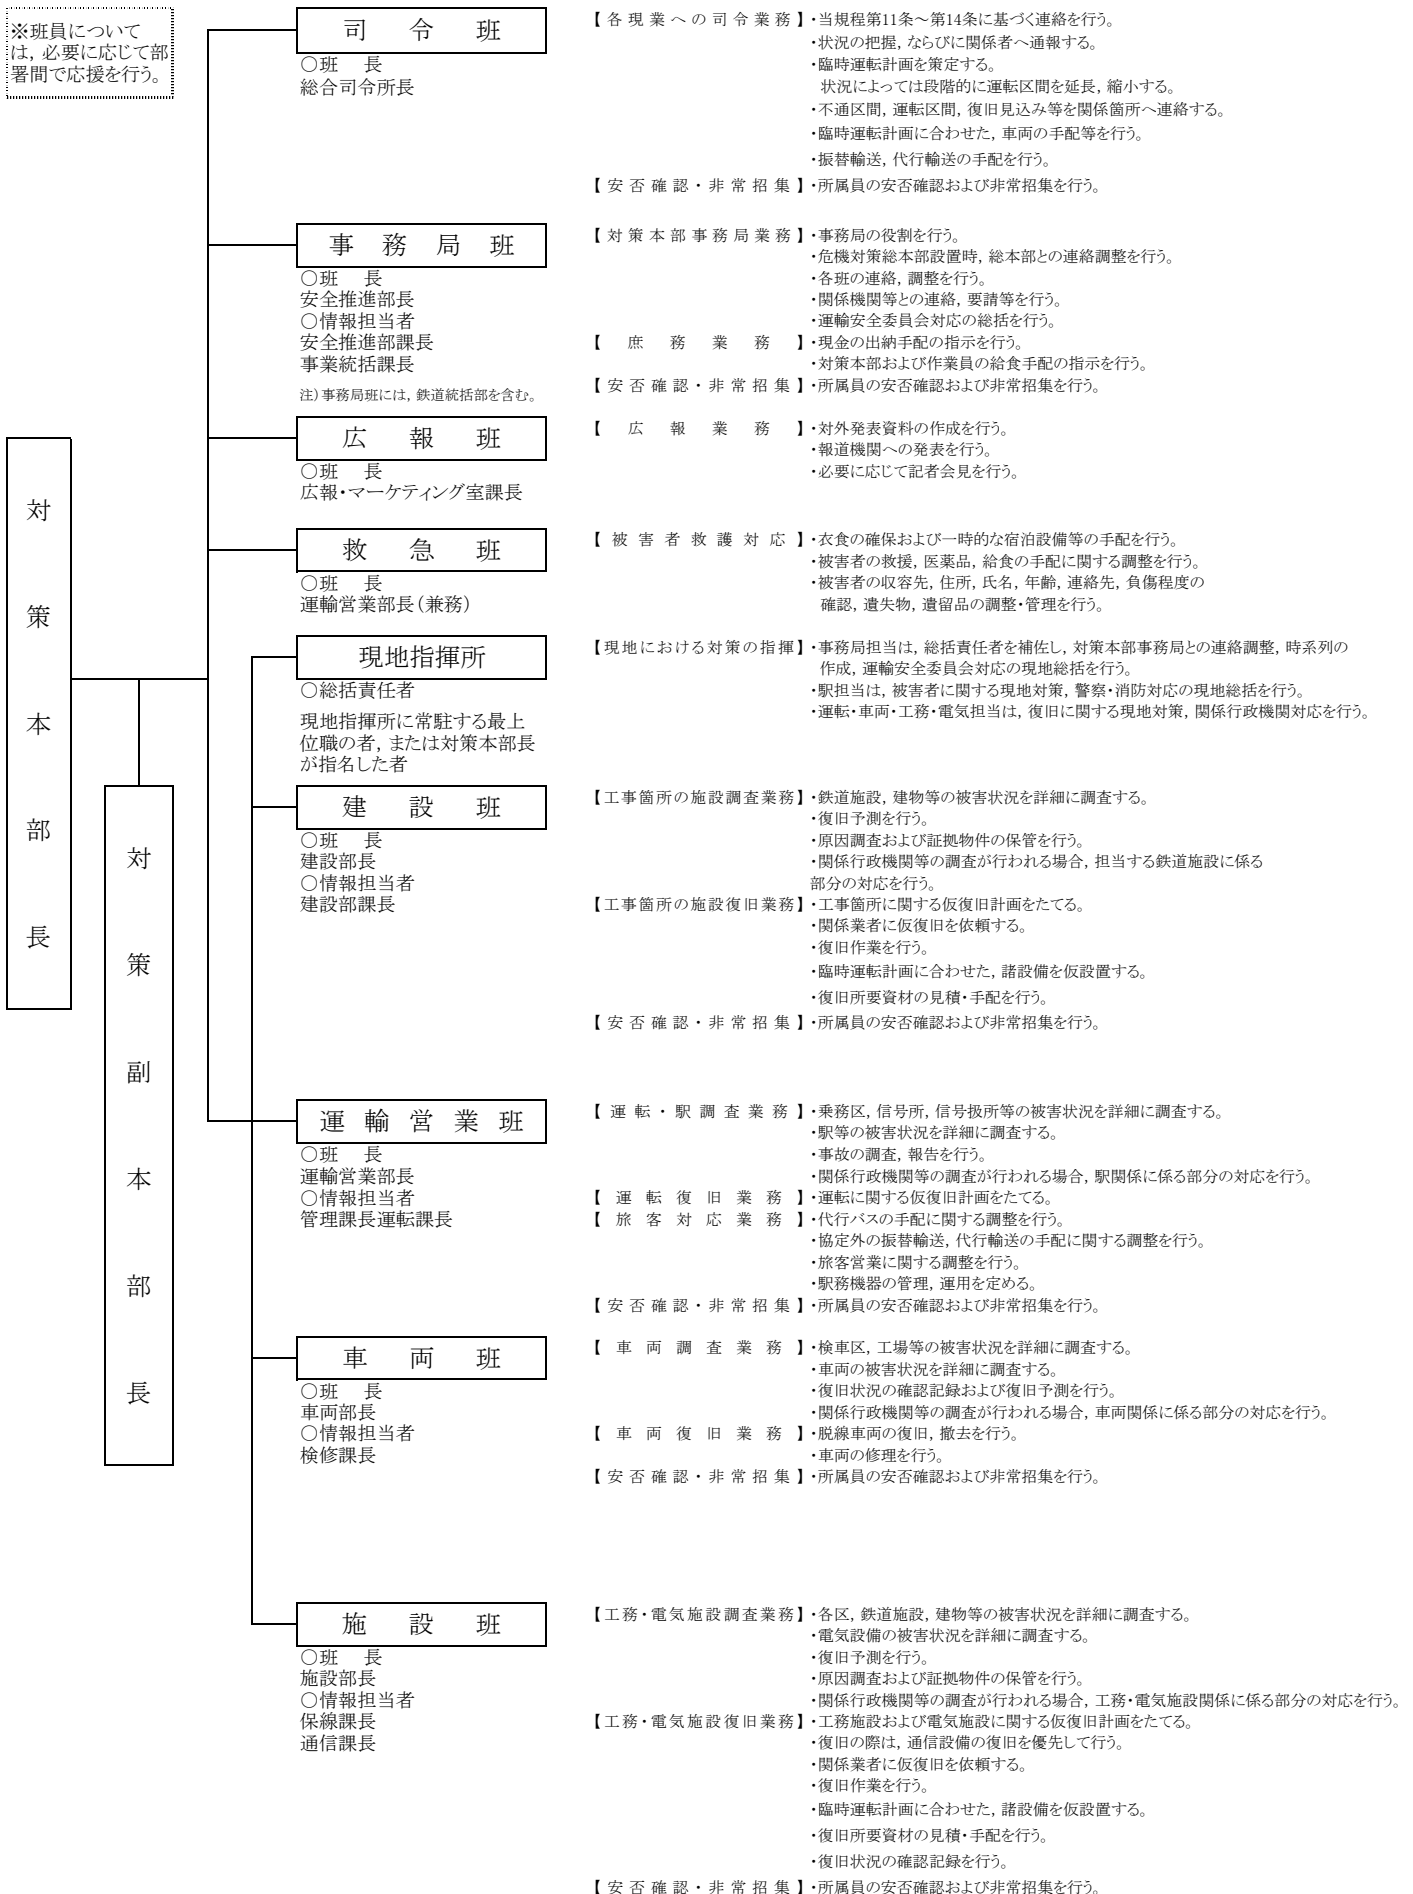 ※班員について
は，必要に応じて部
署間で応援を行う。
対策本部長
対策副本部長
司令班
○班　長
総合司令所長
【各現業への司令業務】・当規程第11条～第14条に基づく連絡を行う。
・状況の把握，ならびに関係者へ通報する。
・臨時運転計画を策定する。
状況によっては段階的に運転区間を延長，縮小する。
・不通区間，運転区間，復旧見込み等を関係箇所へ連絡する。
・臨時運転計画に合わせた，車両の手配等を行う。
・振替輸送，代行輸送の手配を行う。
【安否確認・非常招集】・所属員の安否確認および非常招集を行う。
事務局班
○班　長
安全推進部長
○情報担当者
安全推進部課長
事業統括課長
注）事務局班には，鉄道統括部を含む。
【対策本部事務局業務】・事務局の役割を行う。
・危機対策総本部設置時，総本部との連絡調整を行う。
・各班の連絡，調整を行う。
・関係機関等との連絡，要請等を行う。
・運輸安全委員会対応の総括を行う。
【庶務業務】・現金の出納手配の指示を行う。
・対策本部および作業員の給食手配の指示を行う。
【安否確認・非常招集】・所属員の安否確認および非常招集を行う。
広報班
○班　長
広報・マーケティング室課長
【広報業務】・対外発表資料の作成を行う。
・報道機関への発表を行う。
・必要に応じて記者会見を行う。
救急班
○班　長
運輸営業部長（兼務）
【被害者救護対応】・衣食の確保および一時的な宿泊設備等の手配を行う。
・被害者の救援，医薬品，給食の手配に関する調整を行う。
・被害者の収容先，住所，氏名，年齢，連絡先，負傷程度の
確認，遺失物，遺留品の調整・管理を行う。
現地指揮所
○総括責任者
現地指揮所に常駐する最上
位職の者，または対策本部長
が指名した者
【現地における対策の指揮】・事務局担当は，総括責任者を補佐し，対策本部事務局との連絡調整，時系列の
作成，運輸安全委員会対応の現地総括を行う。
・駅担当は，被害者に関する現地対策，警察・消防対応の現地総括を行う。
・運転・車両・工務・電気担当は，復旧に関する現地対策，関係行政機関対応を行う。
建設班
○班　長
建設部長
○情報担当者
建設部課長
【工事箇所の施設調査業務】・鉄道施設，建物等の被害状況を詳細に調査する。
・復旧予測を行う。
・原因調査および証拠物件の保管を行う。
・関係行政機関等の調査が行われる場合，担当する鉄道施設に係る
部分の対応を行う。
【工事箇所の施設復旧業務】・工事箇所に関する仮復旧計画をたてる。
・関係業者に仮復旧を依頼する。
・復旧作業を行う。
・臨時運転計画に合わせた，諸設備を仮設置する。
・復旧所要資材の見積・手配を行う。
【安否確認・非常招集】・所属員の安否確認および非常招集を行う。
運輸営業班
○班　長
運輸営業部長
○情報担当者
管理課長運転課長
【運転・駅調査業務】・乗務区，信号所，信号扱所等の被害状況を詳細に調査する。
・駅等の被害状況を詳細に調査する。
・事故の調査，報告を行う。
・関係行政機関等の調査が行われる場合，駅関係に係る部分の対応を行う。
【運転復旧業務】・運転に関する仮復旧計画をたてる。
【旅客対応業務】・代行バスの手配に関する調整を行う。
・協定外の振替輸送，代行輸送の手配に関する調整を行う。
・旅客営業に関する調整を行う。
・駅務機器の管理，運用を定める。
【安否確認・非常招集】・所属員の安否確認および非常招集を行う。
車両班
○班　長
車両部長
○情報担当者
検修課長
【車両調査業務】・検車区，工場等の被害状況を詳細に調査する。
・車両の被害状況を詳細に調査する。
・復旧状況の確認記録および復旧予測を行う。
・関係行政機関等の調査が行われる場合，車両関係に係る部分の対応を行う。
【車両復旧業務】・脱線車両の復旧，撤去を行う。
・車両の修理を行う。
【安否確認・非常招集】・所属員の安否確認および非常招集を行う。
施設班
○班　長
施設部長
○情報担当者
保線課長
通信課長
【工務・電気施設調査業務】・各区，鉄道施設，建物等の被害状況を詳細に調査する。
・電気設備の被害状況を詳細に調査する。
・復旧予測を行う。
・原因調査および証拠物件の保管を行う。
・関係行政機関等の調査が行われる場合，工務・電気施設関係に係る部分の対応を行う。
【工務・電気施設復旧業務】・工務施設および電気施設に関する仮復旧計画をたてる。
・復旧の際は，通信設備の復旧を優先して行う。
・関係業者に仮復旧を依頼する。
・復旧作業を行う。
・臨時運転計画に合わせた，諸設備を仮設置する。
・復旧所要資材の見積・手配を行う。
・復旧状況の確認記録を行う。
【安否確認・非常招集】・所属員の安否確認および非常招集を行う。